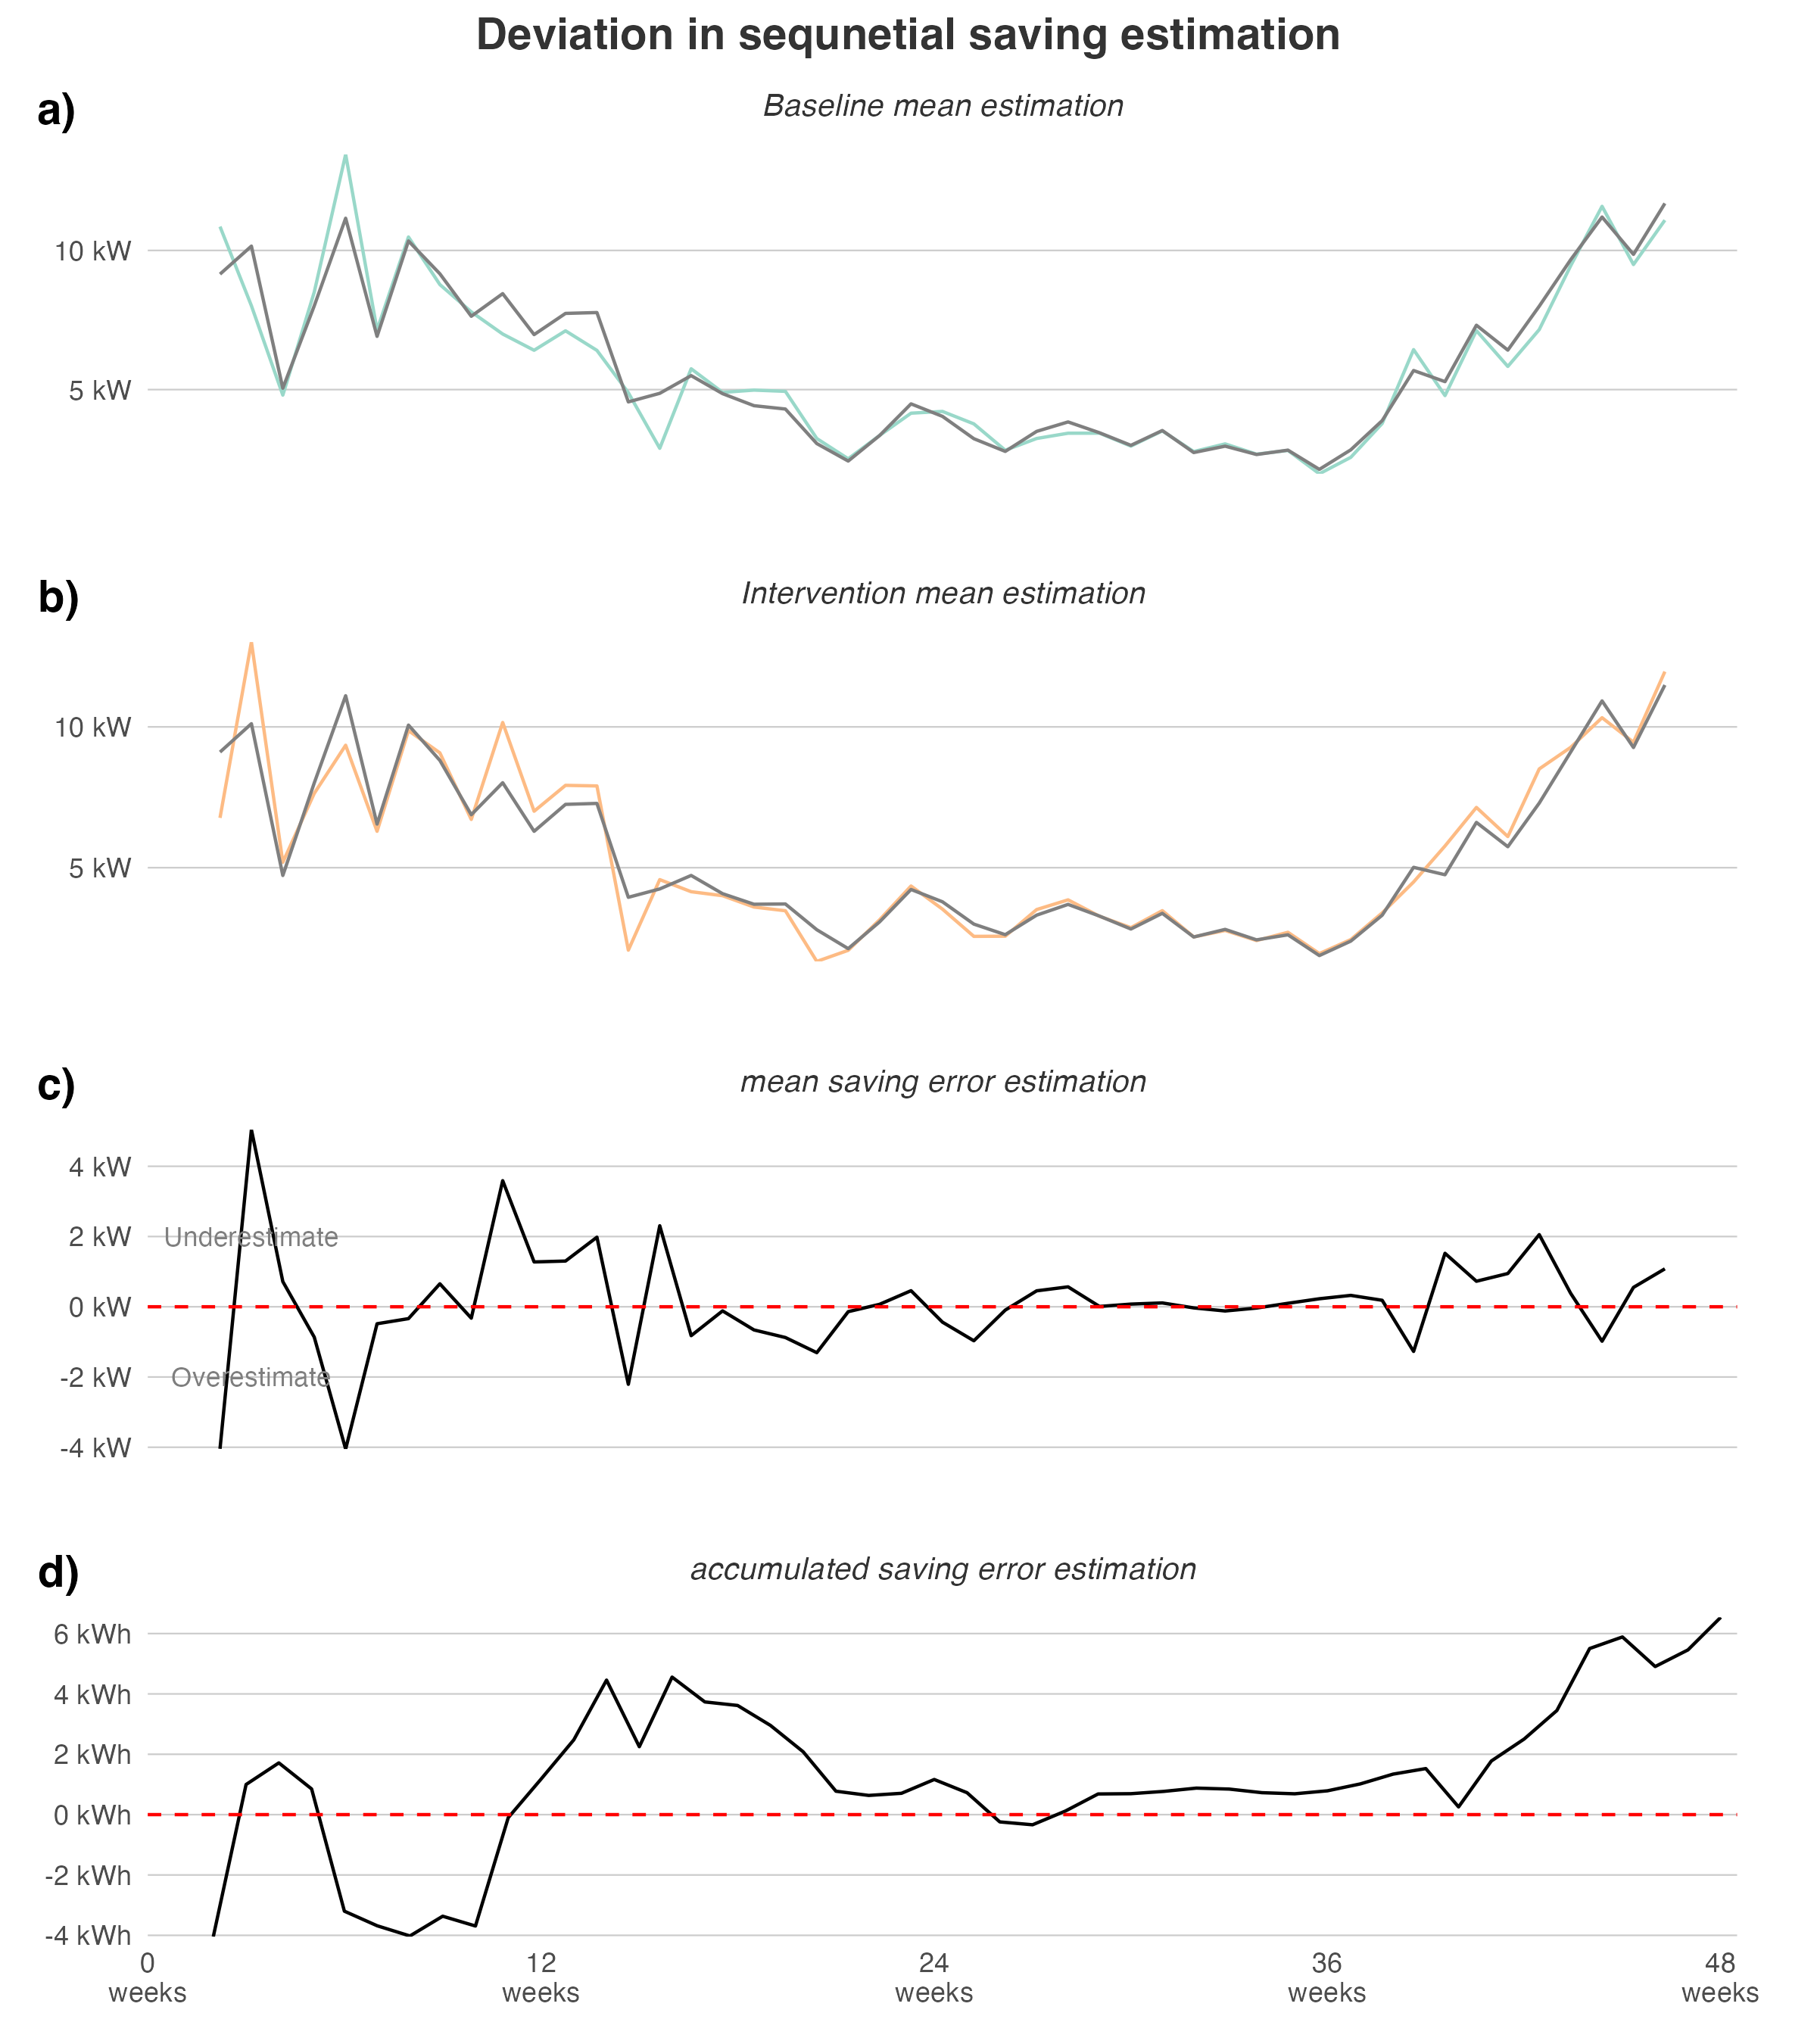 Deviation in sequnetial saving estimation
a)
Baseline mean estimation
10 kW
5 kW
b)
Intervention mean estimation
10 kW
5 kW
c)
mean saving error estimation
4 kW
2 kW
Underestimate
0 kW
-2 kW
Overestimate
-4 kW
d)
accumulated saving error estimation
6 kWh
4 kWh
2 kWh
0 kWh
-2 kWh
-4 kWh
0 12 24 36 48
weeks weeks weeks weeks weeks